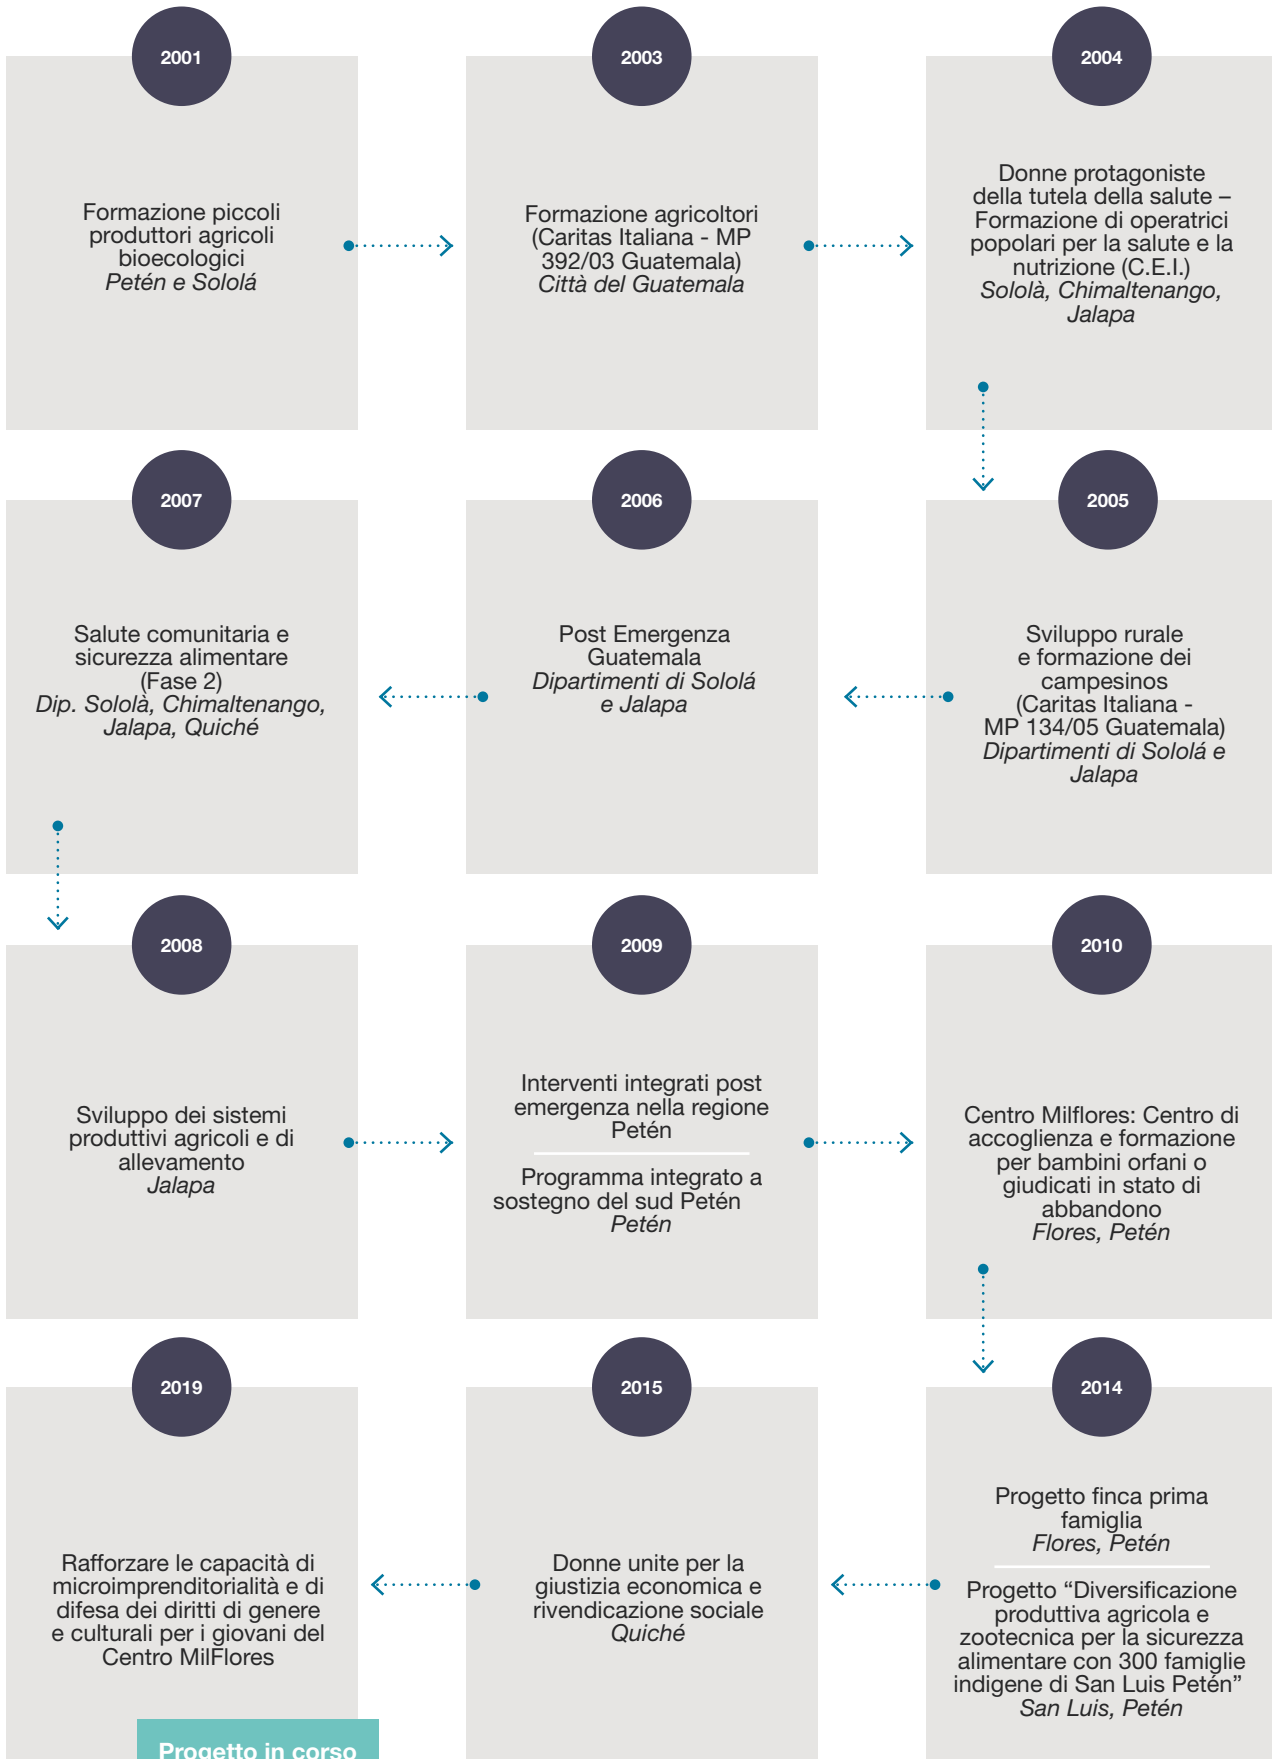 2001
Formazione piccoli
produttori agricoli
bioecologici
Petén e Sololá
2003
Formazione agricoltori
(Caritas Italiana - MP
392/03 Guatemala)
Città del Guatemala
2004
Donne protagoniste
della tutela della salute –
Formazione di operatrici
popolari per la salute e la
nutrizione (C.E.I.)
Sololà, Chimaltenango,
Jalapa
2005
Sviluppo rurale
e formazione dei
campesinos
(Caritas Italiana -
MP 134/05 Guatemala)
Dipartimenti di Sololá e
Jalapa
2006
Post Emergenza
Guatemala
Dipartimenti di Sololá
e Jalapa
2007
Salute comunitaria e
sicurezza alimentare
(Fase 2)
Dip. Sololà, Chimaltenango,
Jalapa, Quiché
2008
Sviluppo dei sistemi
produttivi agricoli e di
allevamento
Jalapa
2009
Interventi integrati post
emergenza nella regione
Petén
Programma integrato a
sostegno del sud Petén
Petén
2010
Centro Milflores: Centro di
accoglienza e formazione
per bambini orfani o
giudicati in stato di
abbandono
Flores, Petén
2014
Progetto finca prima
famiglia
Flores, Petén
Progetto “Diversificazione
produttiva agricola e
zootecnica per la sicurezza
alimentare con 300 famiglie
indigene di San Luis Petén”
San Luis, Petén
2015
Donne unite per la
giustizia economica e
rivendicazione sociale
Quiché
2019
Rafforzare le capacità di
microimprenditorialità e di
difesa dei diritti di genere
e culturali per i giovani del
Centro MilFlores
Progetto in corso